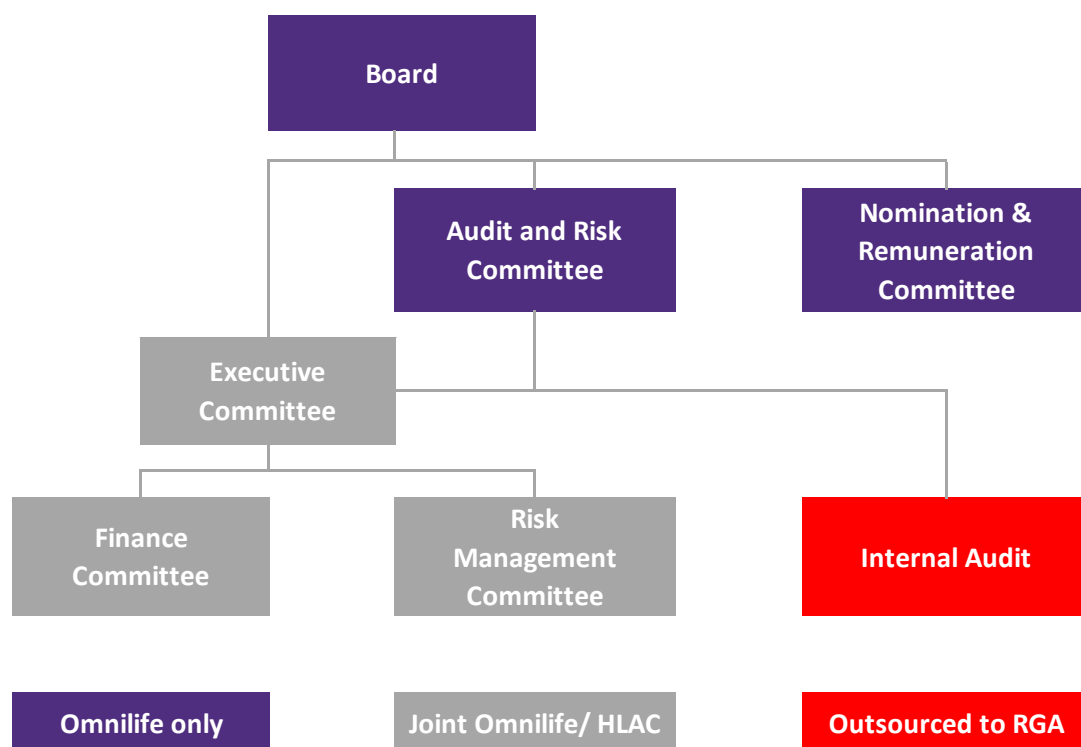 Board
Audit and Risk
Committee
Nomination &
Remuneration
Committee
Executive
Committee
Finance
Committee
Risk
Management
Committee
Internal Audit
Omnilife only
Joint Omnilife/ HLAC
Outsourced to RGA